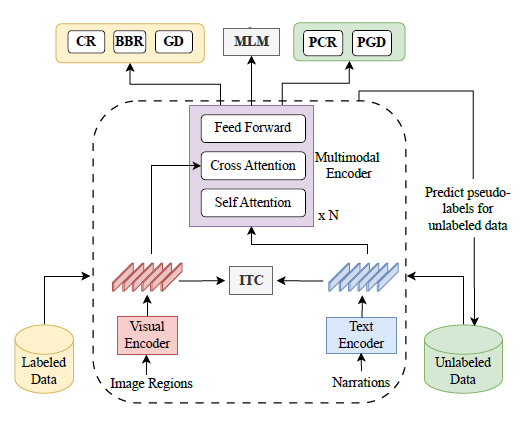 CR BBR GD
MLM
PCR PGD
Feed Forward
Cross Attention
Self Attention
Multimodal
Encoder
x N
Predict pseudo-
labels for
unlabeled data
ITC
Visual
Encoder
Text
Encoder
Labeled
Data
Unlabeled
Data
Image Regions
Narrations